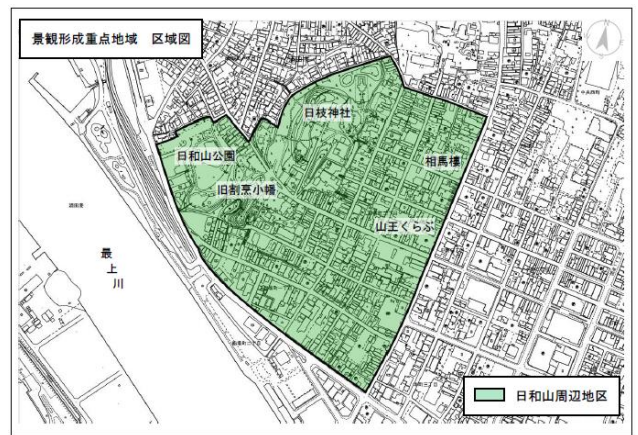 景観形成重点地域　区域図
日枝神社
日和山公園
相馬樓
旧割烹小幡
山王くらぶ
最上川
日和山周辺地区